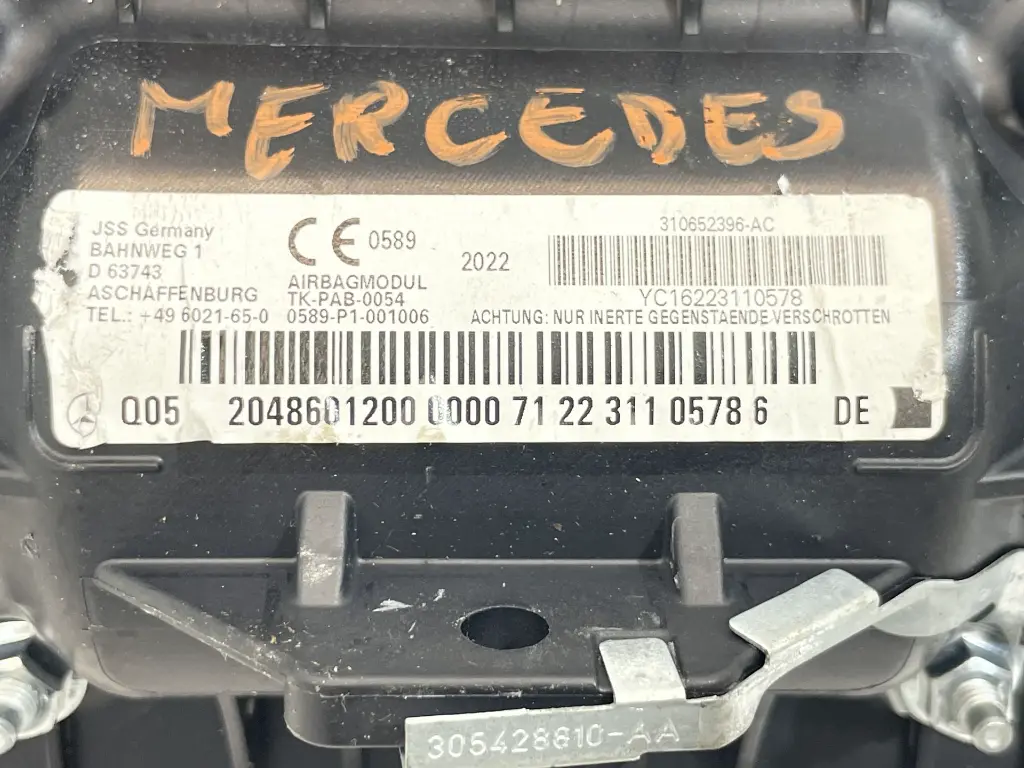 MERCEDES
JSS Germany
BAHNWEG 1
D 63743
ASCHAFFENBURG
TEL.: +49 6021-65-0
CE 0589
AIRBAGMODUL
TK-PAB-0054
0589-P1-001006
2022
310652396-AC
YC16223110578
ACHTUNG: NUR INERTE GEGENSTAENDE VERSCHROTTEN
Q05 2048601200 0000 71 22 311 0578 6 DE
305428810-AA